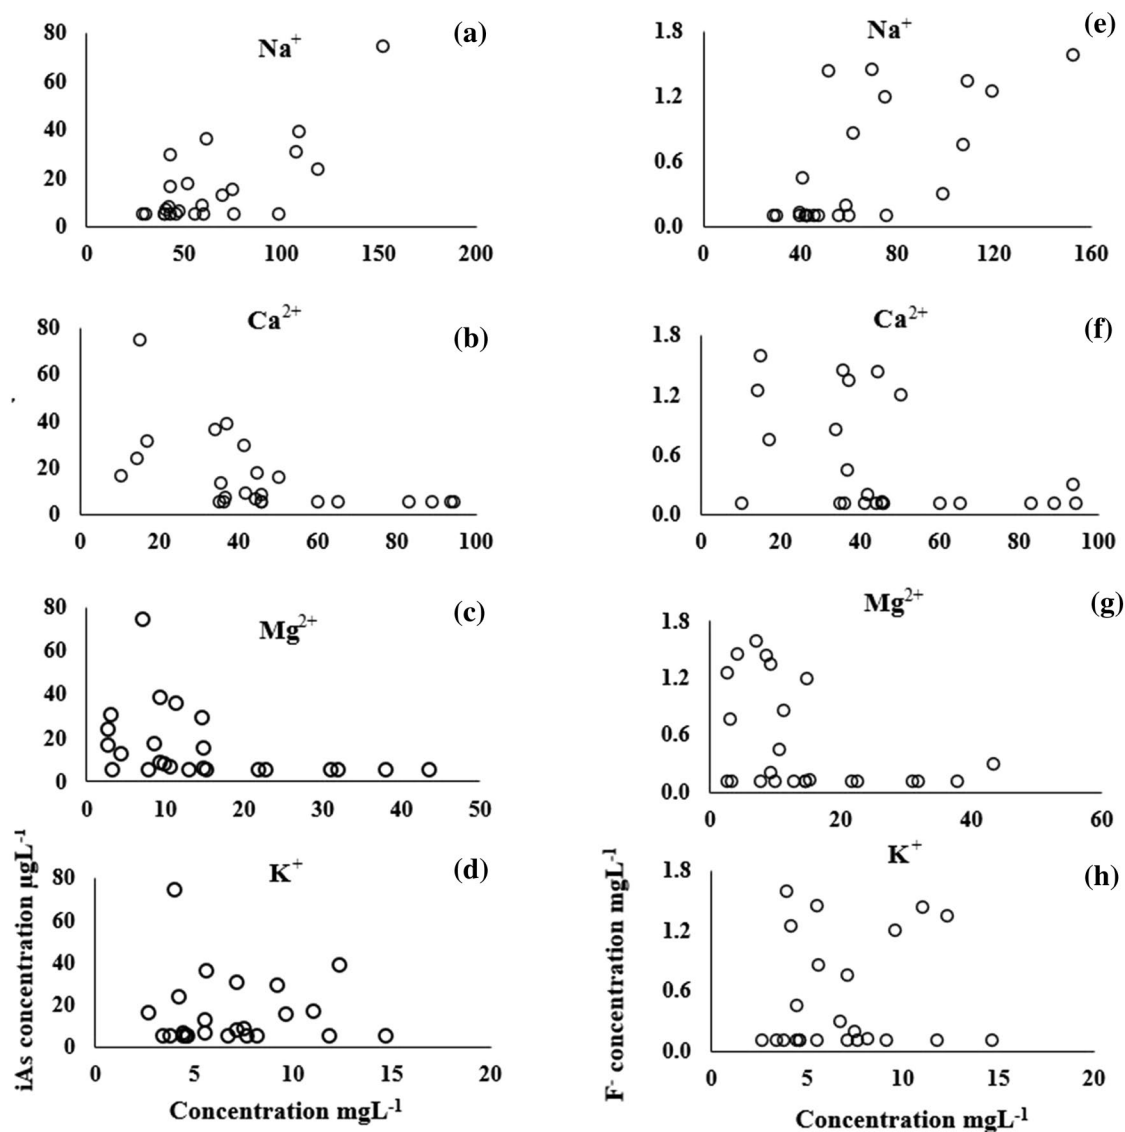 (a)
Na⁺
80
60
40
20
0
0 50 100 150 200
(e)
Na⁺
1.8
1.2
0.6
0.0
0 40 80 120 160
(b)
Ca²⁺
80
60
40
20
0
0 20 40 60 80 100
(f)
Ca²⁺
1.8
1.2
0.6
0.0
0 20 40 60 80 100
(c)
Mg²⁺
80
60
40
20
0
0 10 20 30 40 50
(g)
Mg²⁺
1.8
1.2
0.6
0.0
0 20 40 60
(d)
K⁺
80
60
40
20
0
0 5 10 15 20
iAs concentration µgL⁻¹
Concentration mgL⁻¹
(h)
K⁺
1.8
1.2
0.6
0.0
0 5 10 15 20
F⁻ concentration mgL⁻¹
Concentration mgL⁻¹